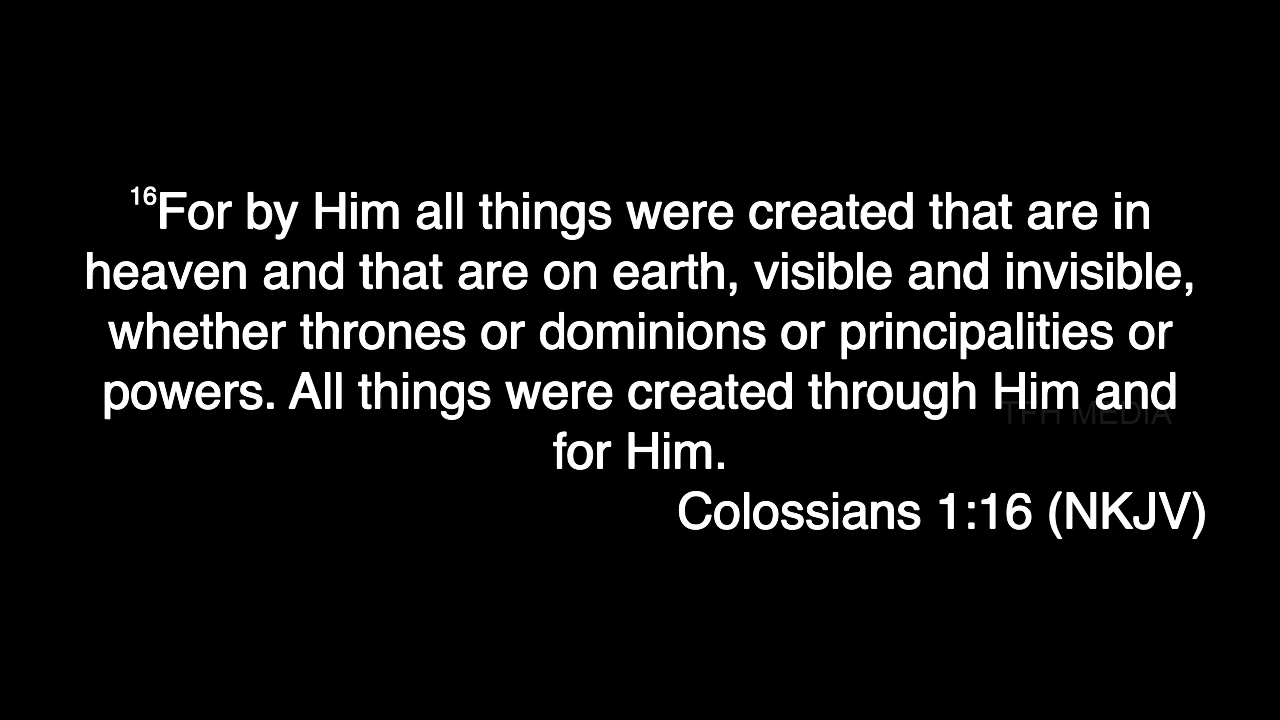 16For by Him all things were created that are in
heaven and that are on earth, visible and invisible,
whether thrones or dominions or principalities or
powers. All things were created through Him and
TFH MEDIA
for Him.
Colossians 1:16 (NKJV)